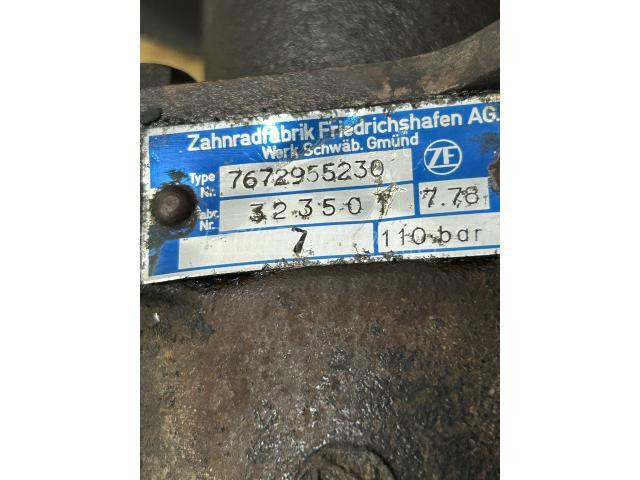 Zahnradfabrik Friedrichshafen AG.
Werk Schwäb. Gmünd
ZF
Type Nr. 7672955230
Fabr. Nr. 32350 7.78
7 110 bar